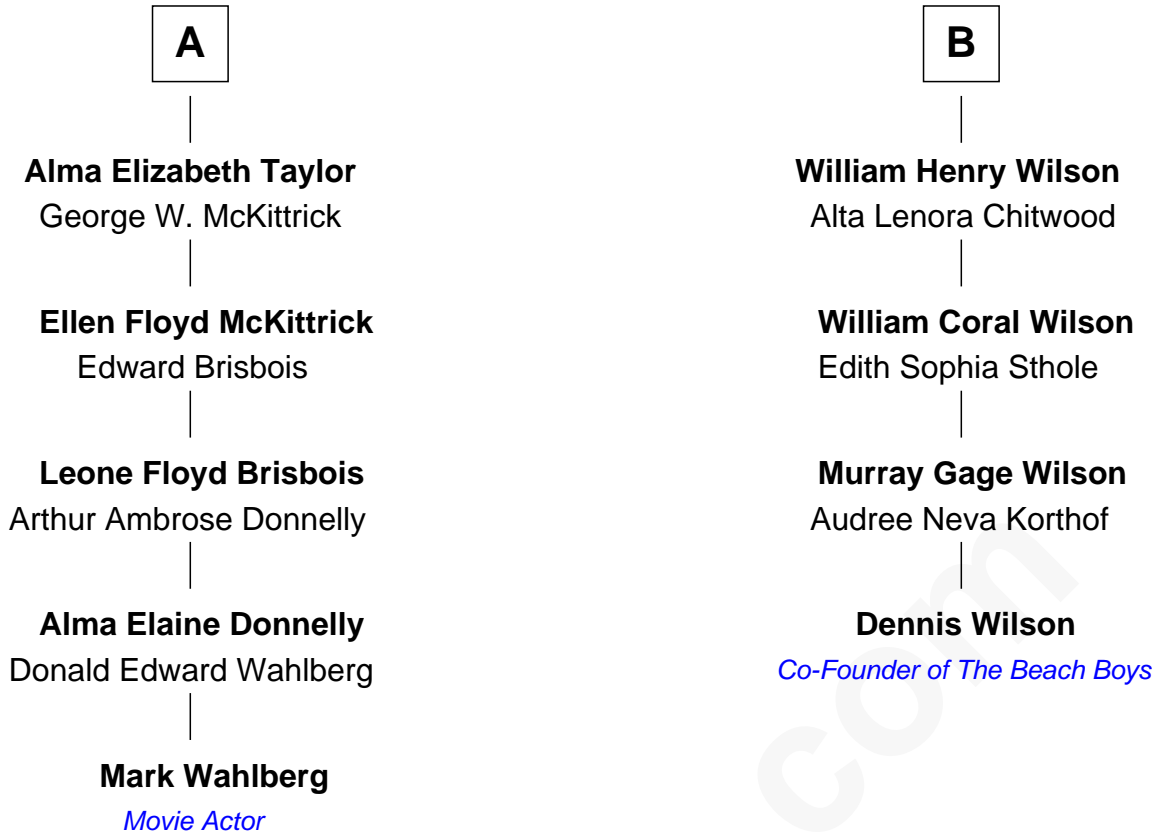 A
Alma Elizabeth Taylor
George W. McKittrick
Ellen Floyd McKittrick
Edward Brisbois
Leone Floyd Brisbois
Arthur Ambrose Donnelly
Alma Elaine Donnelly
Donald Edward Wahlberg
Mark Wahlberg
Movie Actor
B
William Henry Wilson
Alta Lenora Chitwood
William Coral Wilson
Edith Sophia Sthole
Murray Gage Wilson
Audree Neva Korthof
Dennis Wilson
Co-Founder of The Beach Boys
com